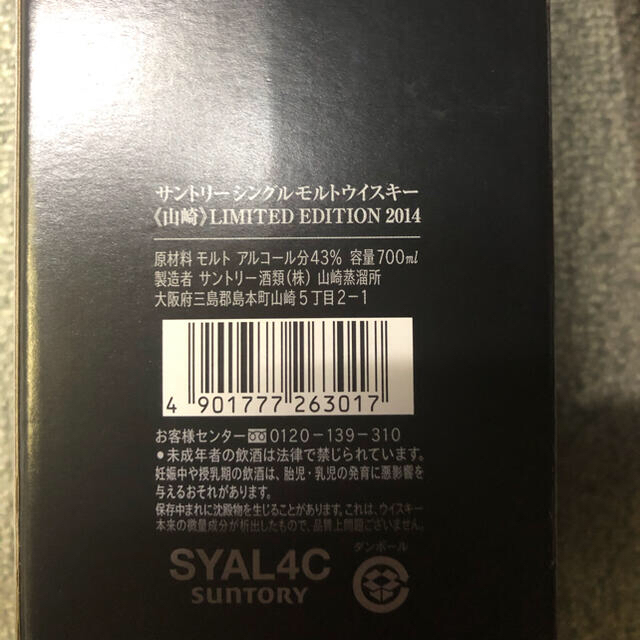 サントリーシングルモルトウイスキー
《山崎》LIMITED EDITION 2014
原材料 モルト アルコール分43% 容量700ml
製造者 サントリー酒類(株) 山崎蒸溜所
大阪府三島郡島本町山崎5丁目2-1
4 901777 263017
お客様センター 0120-139-310
●未成年者の飲酒は法律で禁じられています。
妊娠中や授乳期の飲酒は、胎児・乳児の発育に悪影響を
与えるおそれがあります。
保存中まれに沈殿物を生じることがあります。これは、ウイスキー
本来の微量成分が析出したもので、品質上問題ございません。
ダンボール
SYAL4C
SUNTORY